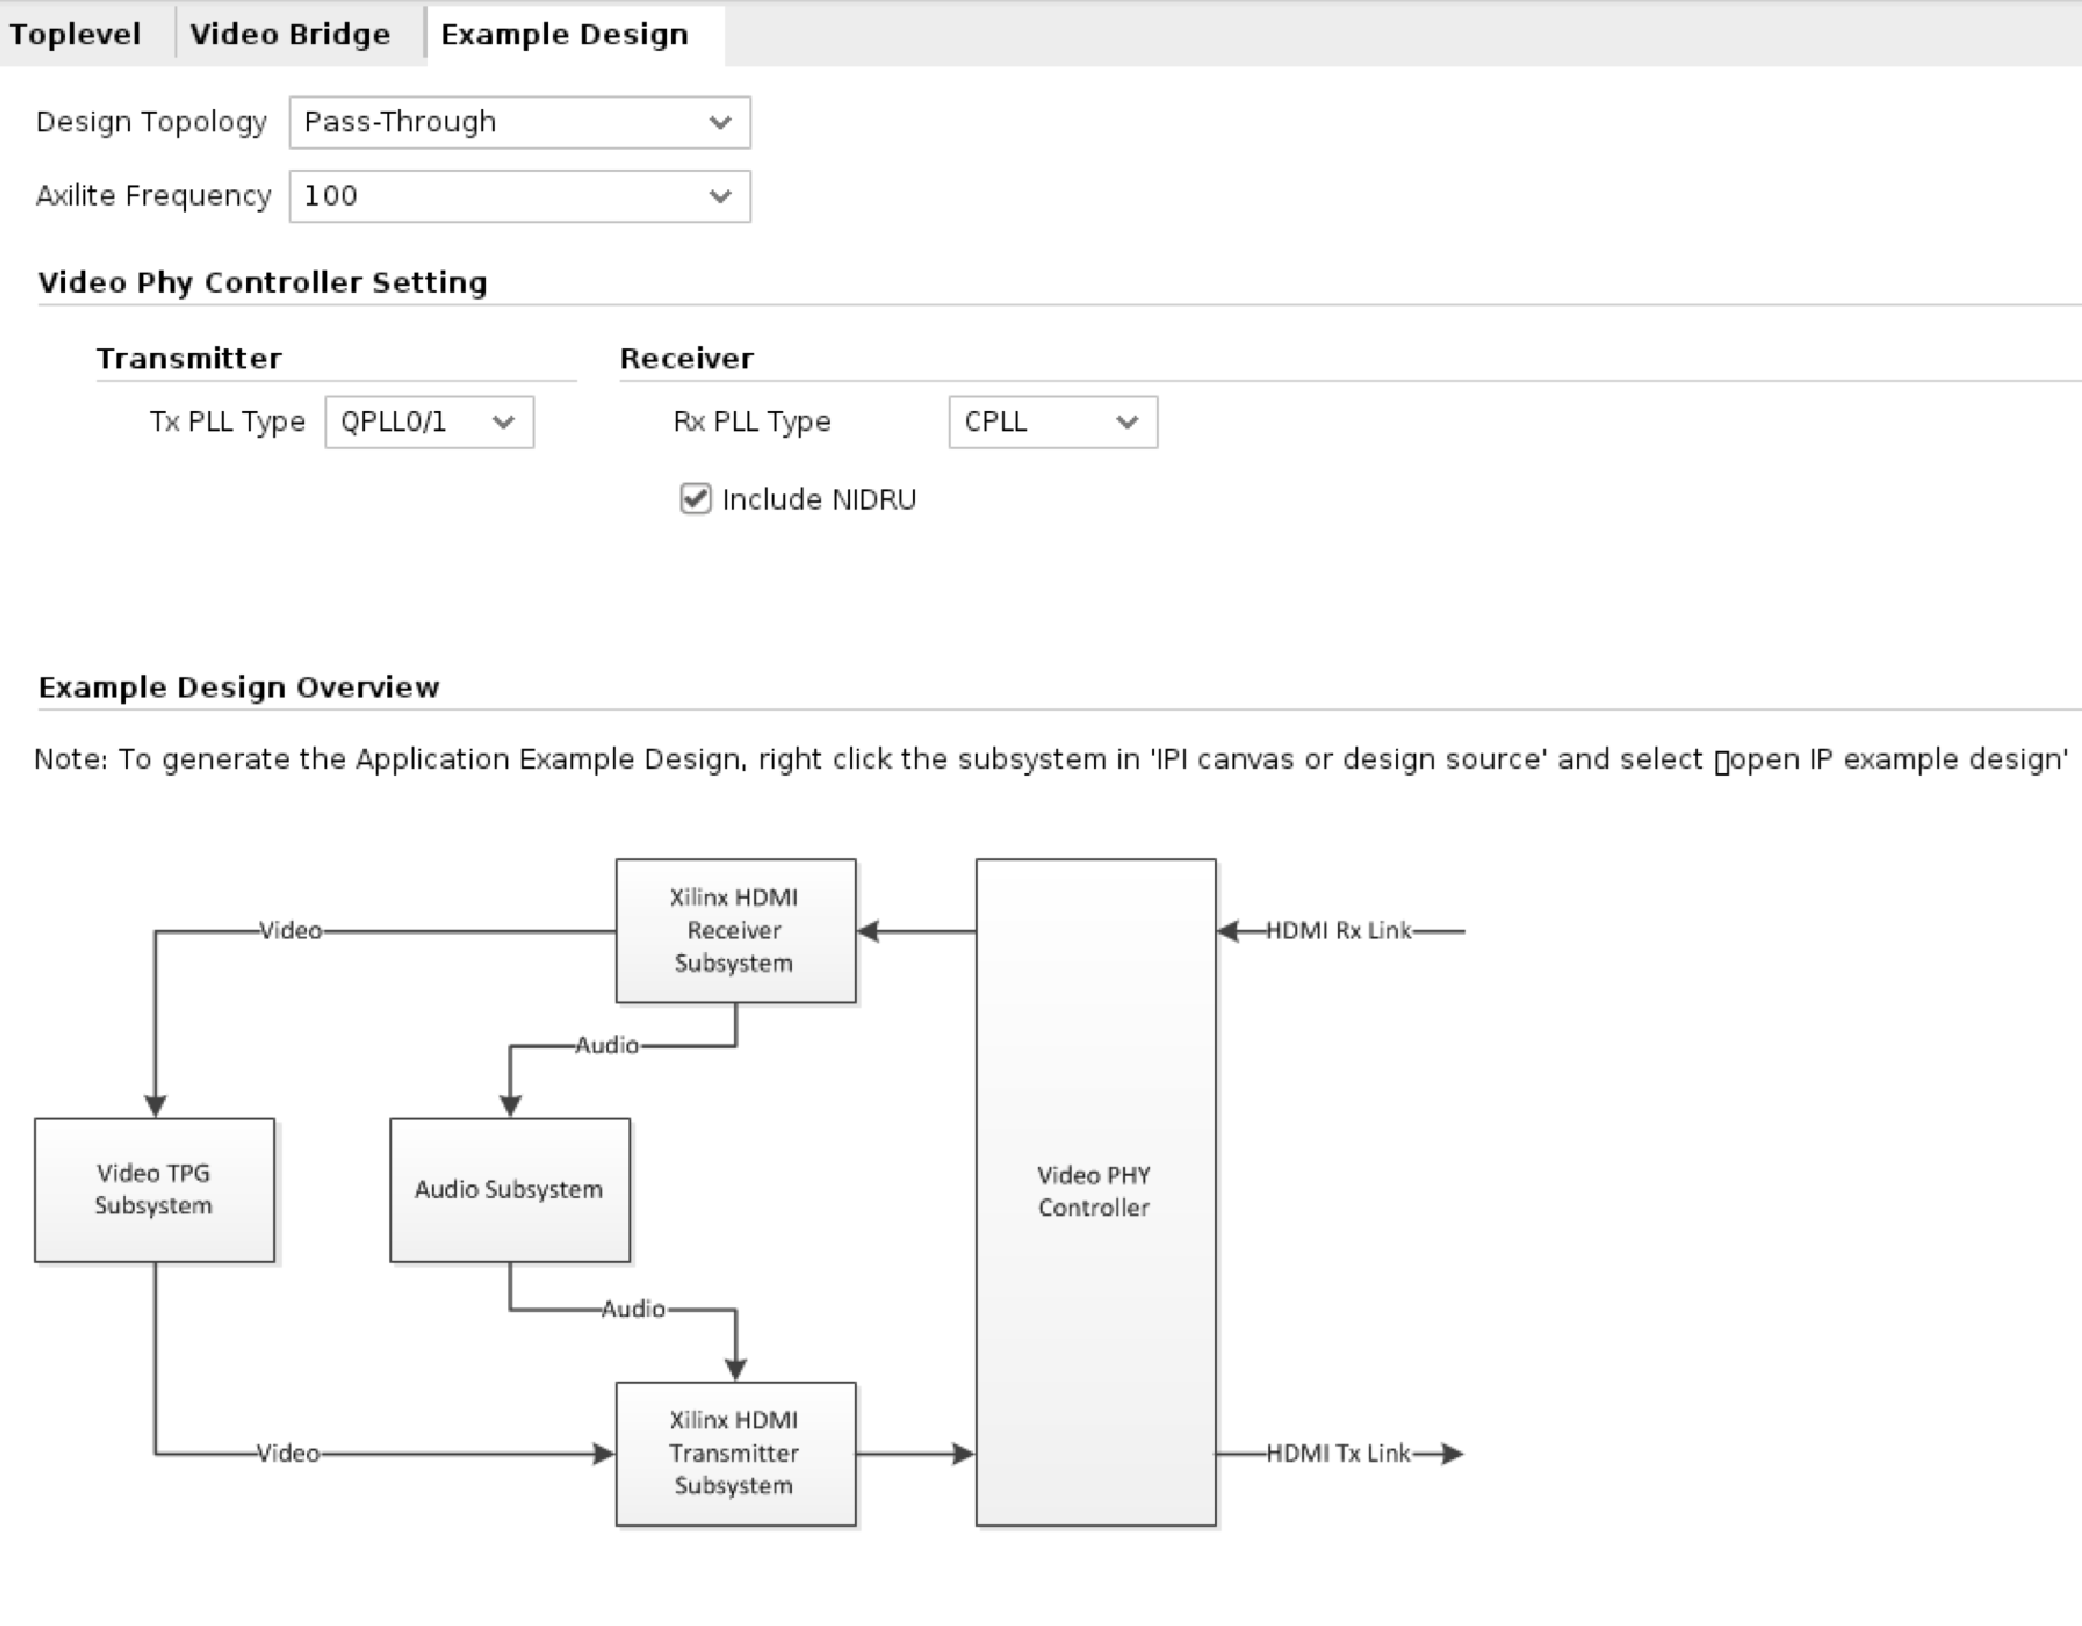 Toplevel Video Bridge Example Design
Design Topology Pass-Through
Axilite Frequency 100
Video Phy Controller Setting
Transmitter Receiver
Tx PLL Type QPLL0/1 Rx PLL Type CPLL
Include NIDRU
Example Design Overview
Note: To generate the Application Example Design, right click the subsystem in 'IPI canvas or design source' and select ▯open IP example design'
Xilinx HDMI
Receiver
Subsystem
Video
HDMI Rx Link
Audio
Video TPG
Subsystem
Audio Subsystem
Video PHY
Controller
Audio
Xilinx HDMI
Transmitter
Subsystem
Video
HDMI Tx Link